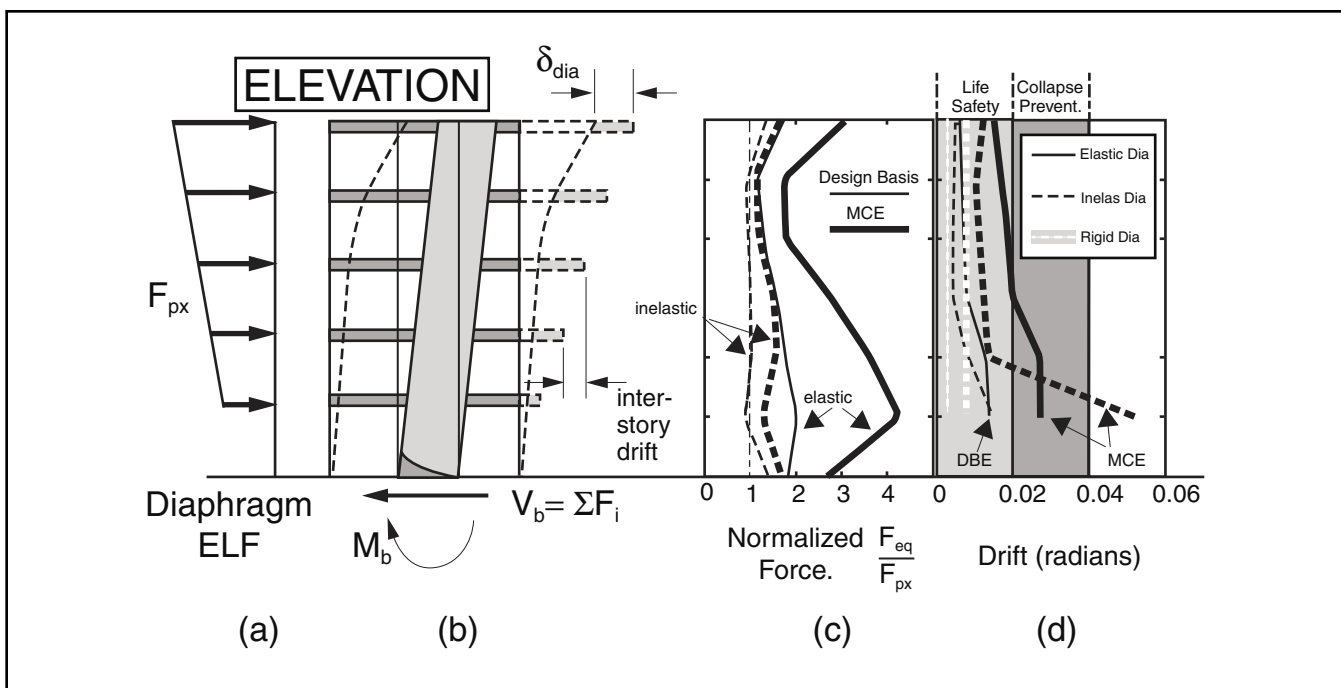 ELEVATION
δdia
Fpx
inter-
story
drift
Vb= ΣFi
Mb
Diaphragm
ELF
(a)
(b)
Design Basis
MCE
inelastic
elastic
0 1 2 3 4
Normalized
Force.
Feq
Fpx
(c)
Life
Safety
Collapse
Prevent.
Elastic Dia
Inelas Dia
Rigid Dia
DBE
MCE
0 0.02 0.04 0.06
Drift (radians)
(d)